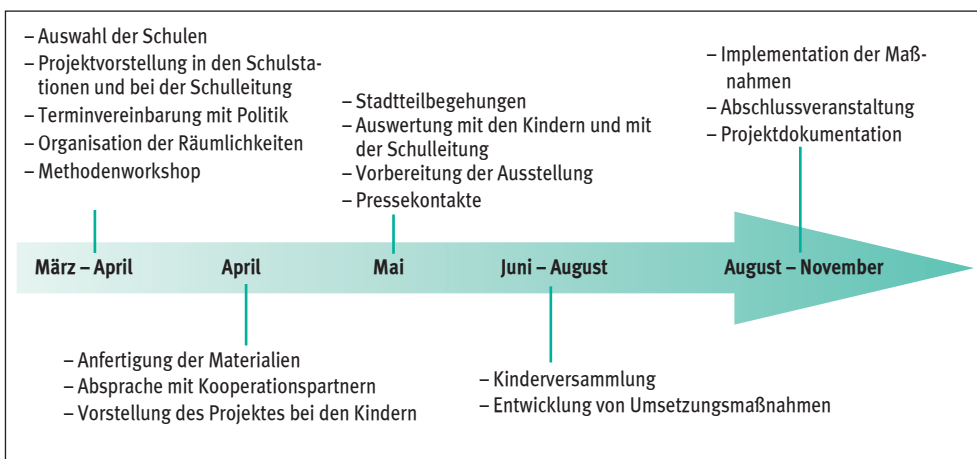 – Auswahl der Schulen
– Projektvorstellung in den Schulsta-
tionen und bei der Schulleitung
– Terminvereinbarung mit Politik
– Organisation der Räumlichkeiten
– Methodenworkshop
– Stadtteilbegehungen
– Auswertung mit den Kindern und mit
der Schulleitung
– Vorbereitung der Ausstellung
– Pressekontakte
– Implementation der Maß-
nahmen
– Abschlussveranstaltung
– Projektdokumentation
März – April
April
Mai
Juni – August
August – November
– Anfertigung der Materialien
– Absprache mit Kooperationspartnern
– Vorstellung des Projektes bei den Kindern
– Kinderversammlung
– Entwicklung von Umsetzungsmaßnahmen